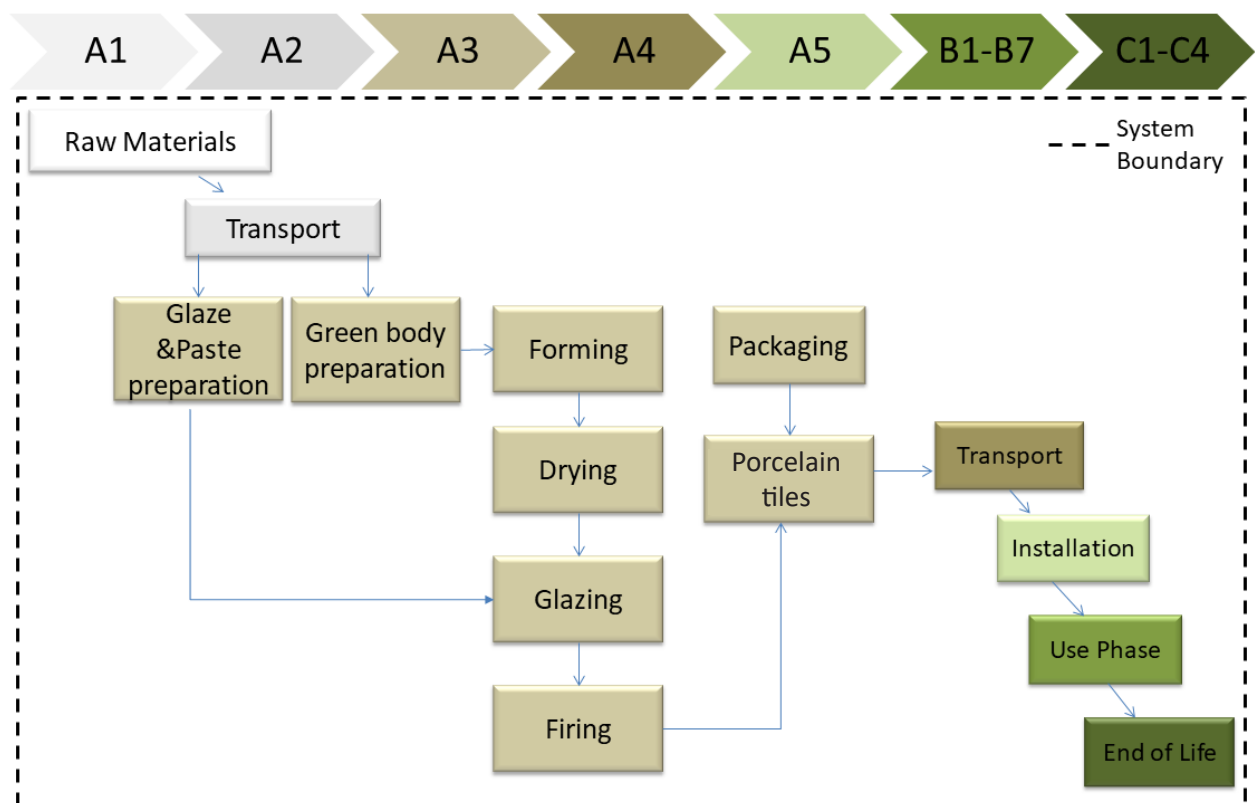 A1
A2
A3
A4
A5
B1-B7
C1-C4
Raw Materials
System
Boundary
Transport
Glaze
&Paste
preparation
Green body
preparation
Forming
Packaging
Drying
Porcelain
tiles
Transport
Glazing
Installation
Use Phase
Firing
End of Life